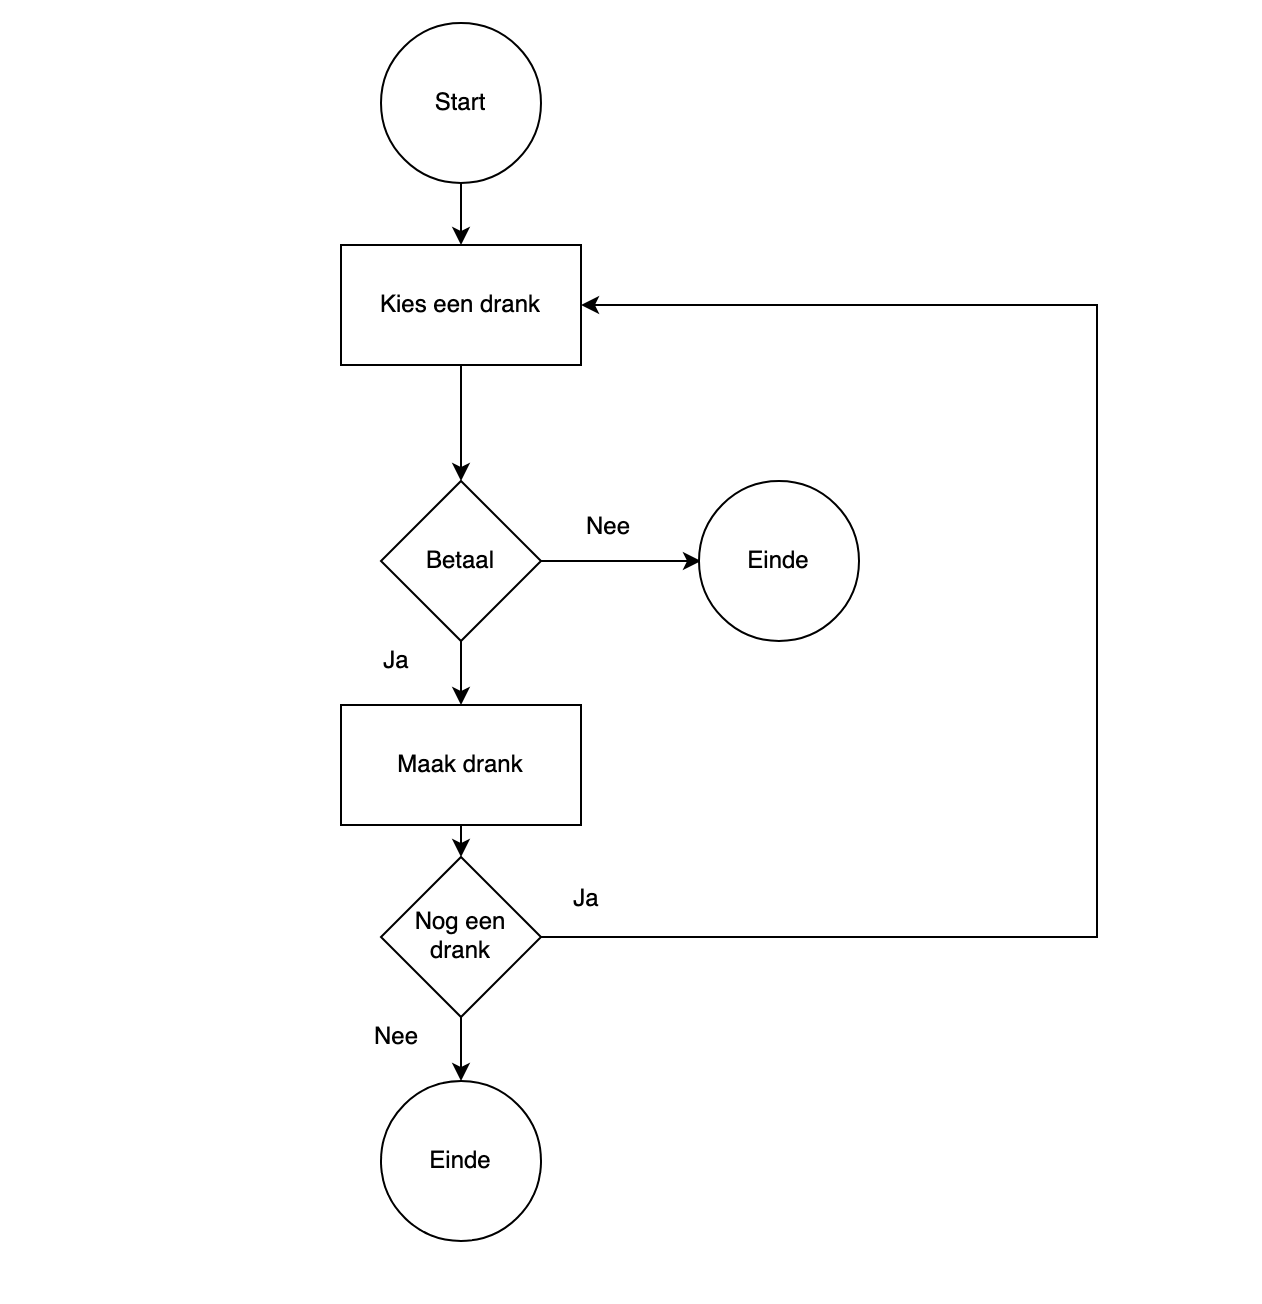 Start
Kies een drank
Betaal
Nee
Einde
Ja
Maak drank
Nog een
drank
Ja
Nee
Einde